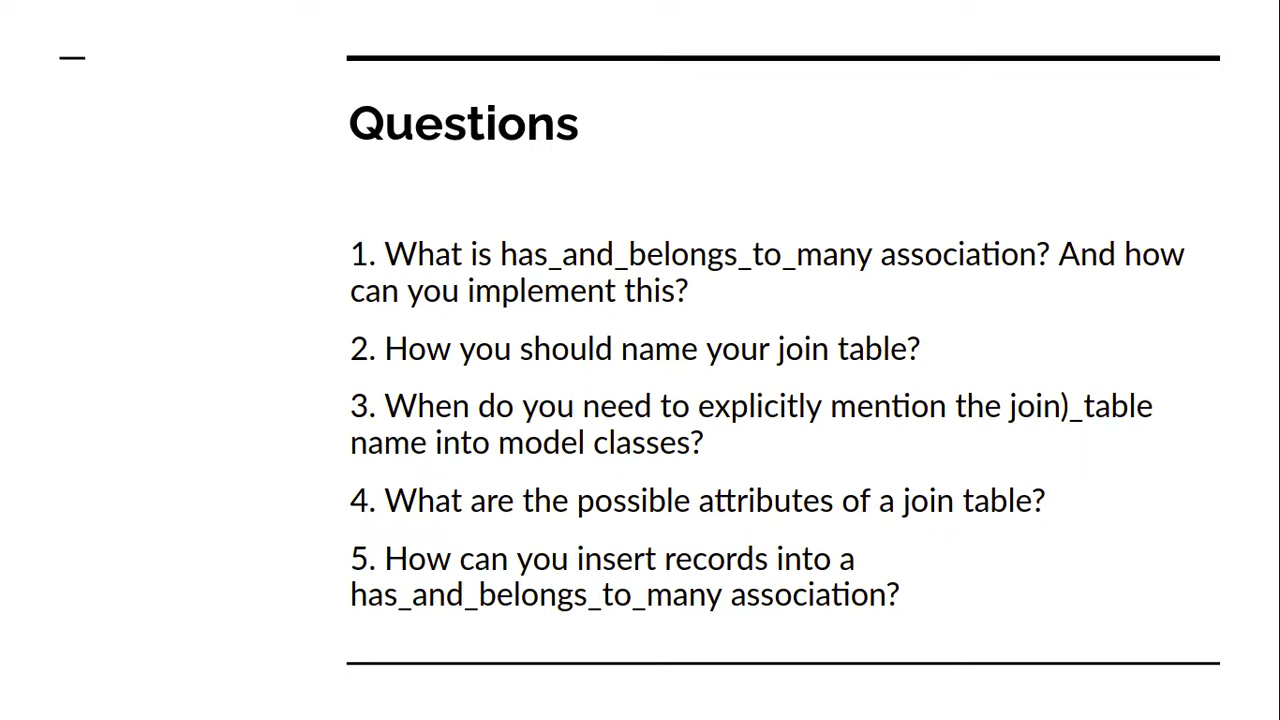 Questions
1. What is has_and_belongs_to_many association? And how
can you implement this?
2. How you should name your join table?
3. When do you need to explicitly mention the join)_table
name into model classes?
4. What are the possible attributes of a join table?
5. How can you insert records into a
has_and_belongs_to_many association?